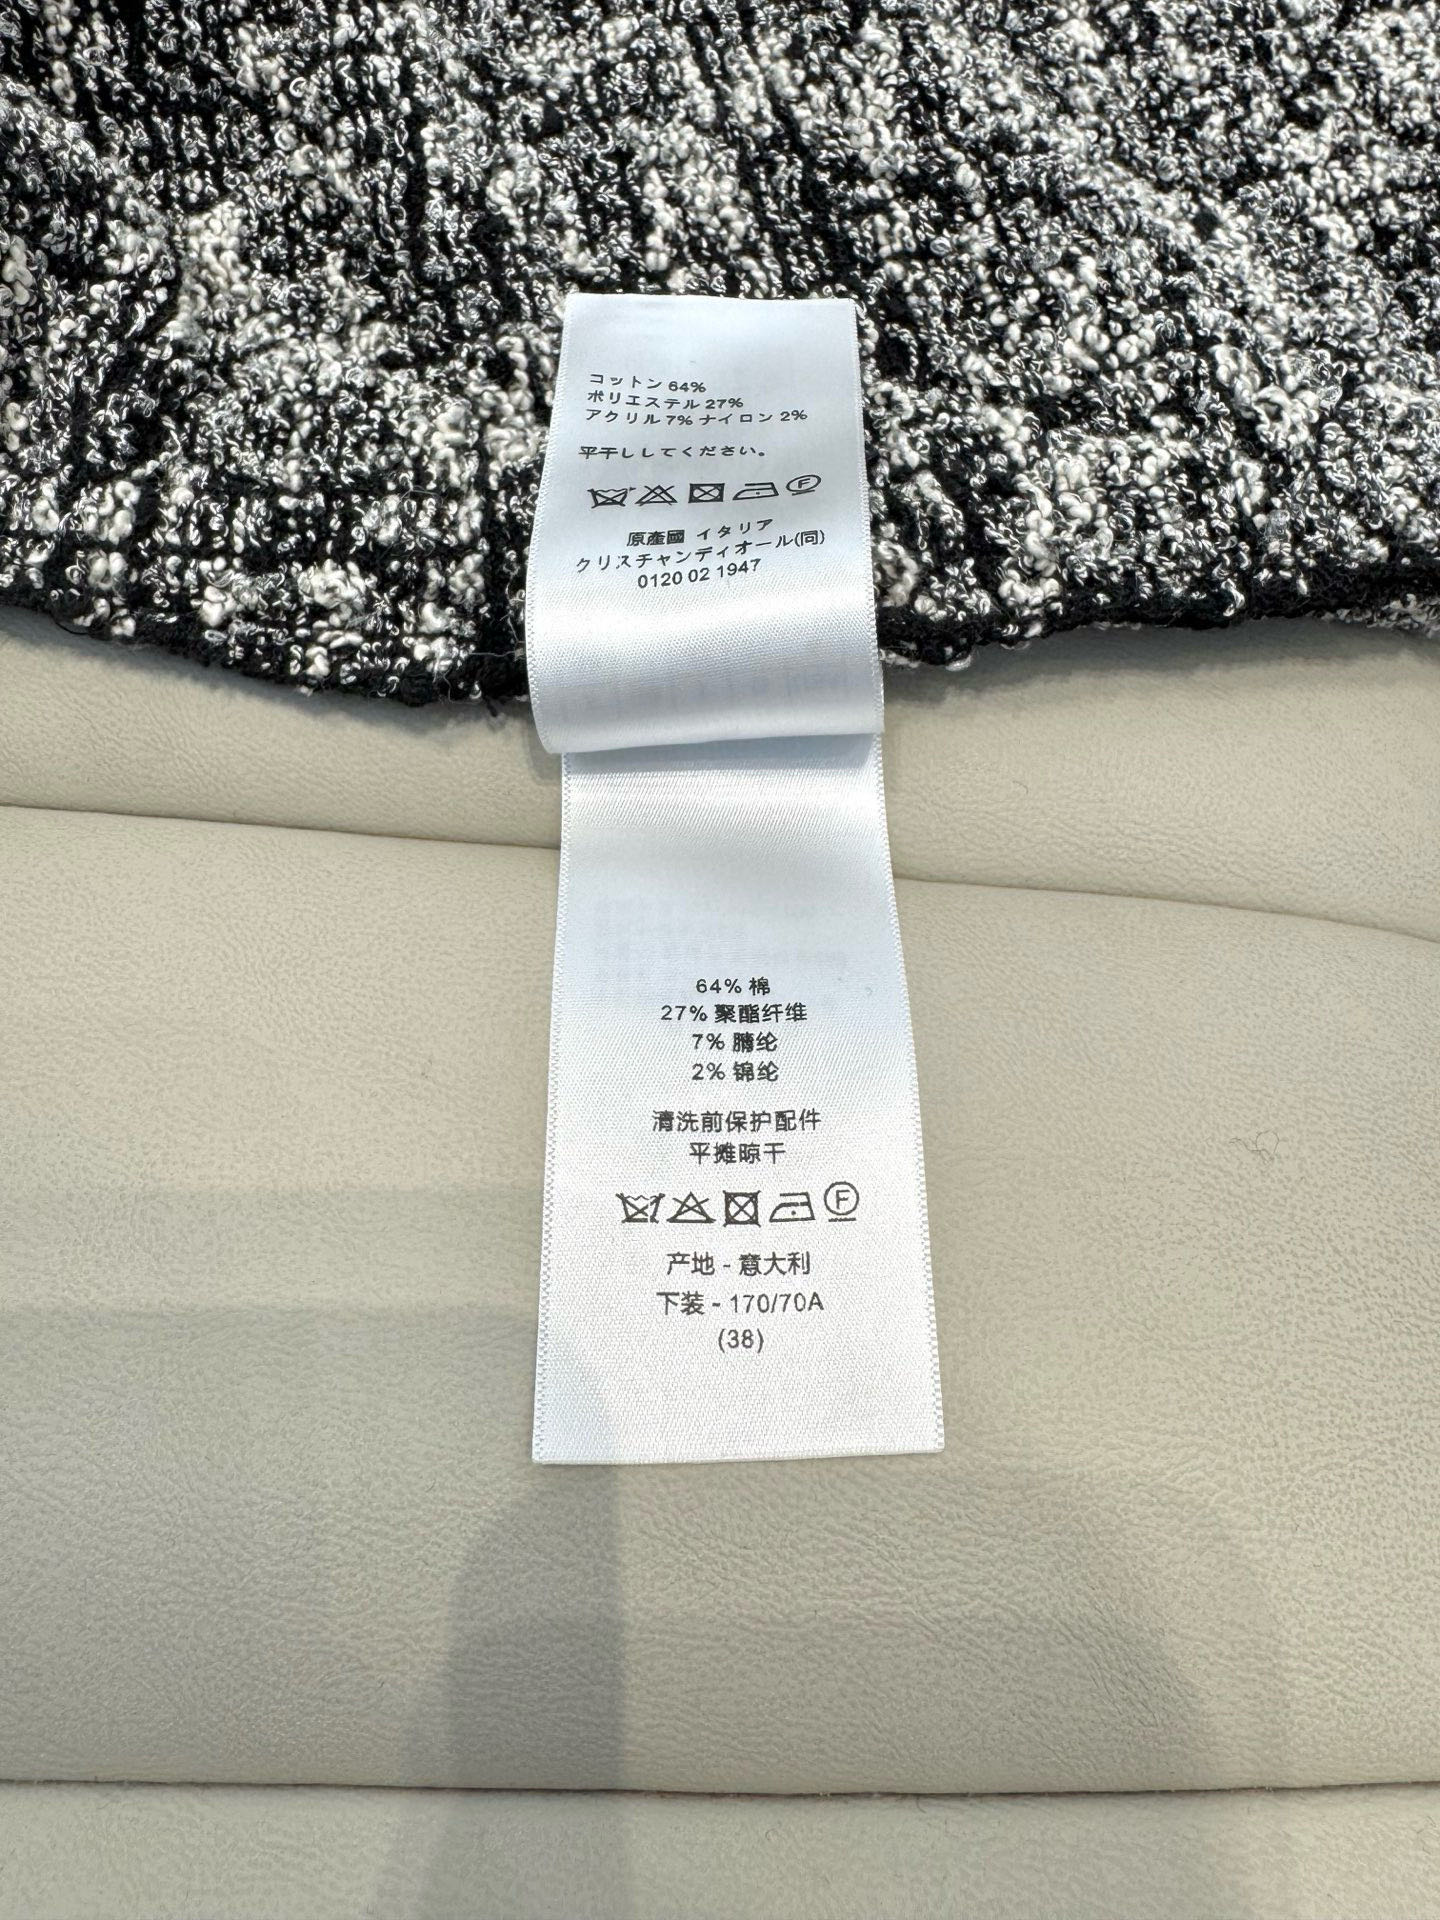 コットン 64%
ポリエステル 27%
アクリル 7% ナイロン 2%
平干ししてください。
F
原產國 イタリア
クリスチャンディオール(同)
0120 02 1947
64% 棉
27% 聚酯纤维
7% 腈纶
2% 锦纶
清洗前保护配件
平摊晾干
F
产地 - 意大利
下装 - 170/70A
(38)